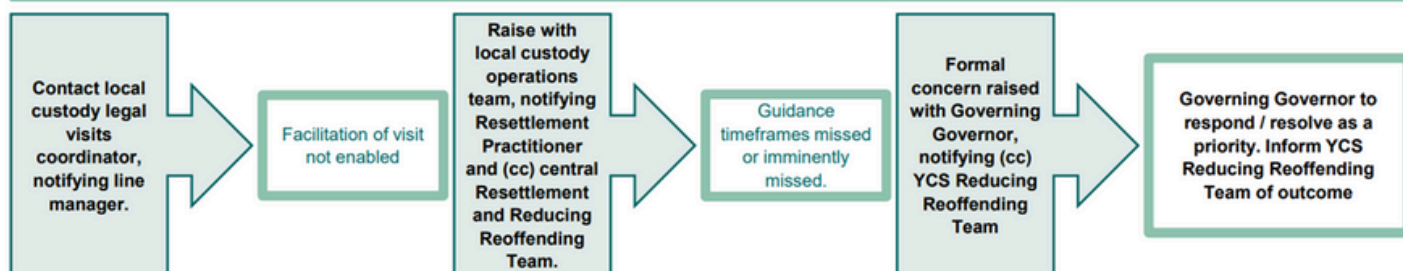 Contact local
custody legal
visits
coordinator,
notifying line
manager.
Facilitation of visit
not enabled
Raise with
local custody
operations
team, notifying
Resettlement
Practitioner
and (cc) central
Resettlement
and Reducing
Reoffending
Team.
Guidance
timeframes missed
or imminently
missed.
Formal
concern raised
with Governing
Governor,
notifying (cc)
YCS Reducing
Reoffending
Team
Governing Governor to
respond / resolve as a
priority. Inform YCS
Reducing Reoffending
Team of outcome